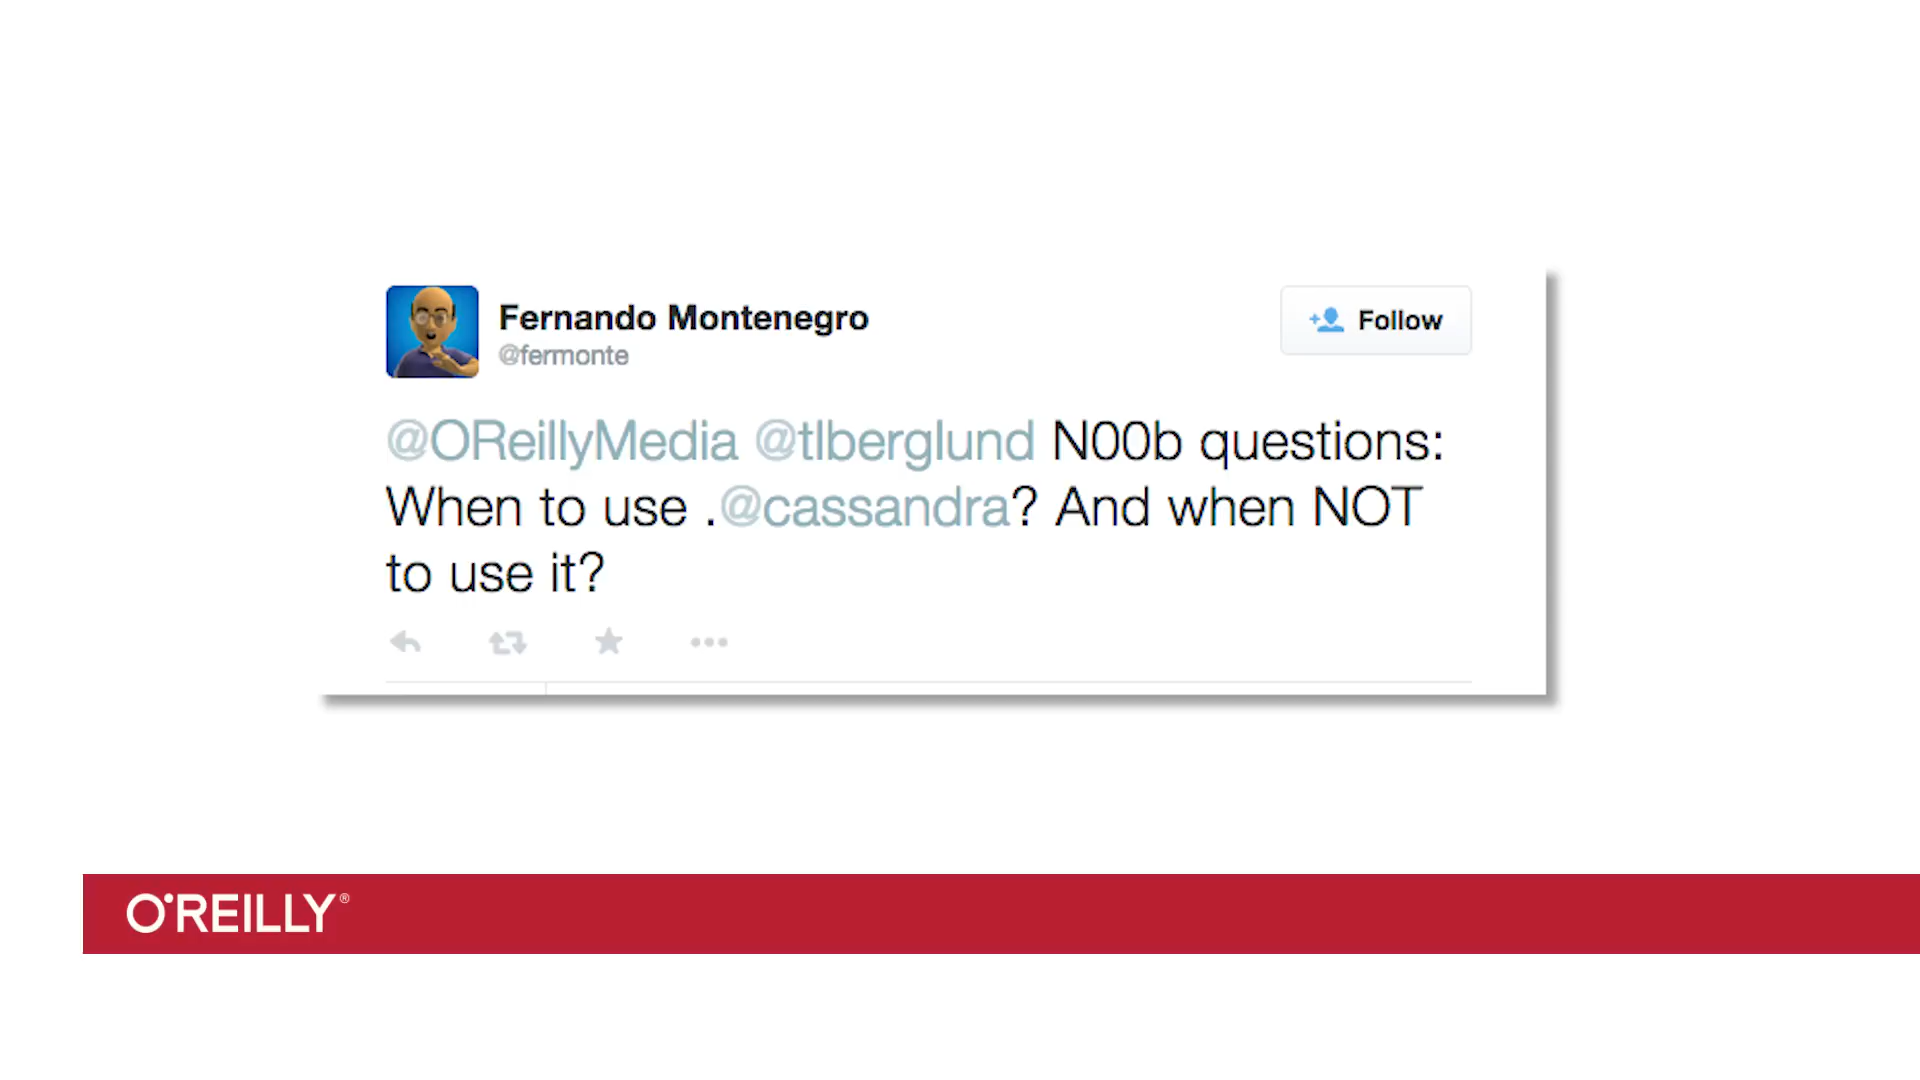 Fernando Montenegro
@fermonte
Follow
@OReillyMedia @tlberglund N00b questions:
When to use .@cassandra? And when NOT
to use it?
O'REILLY®